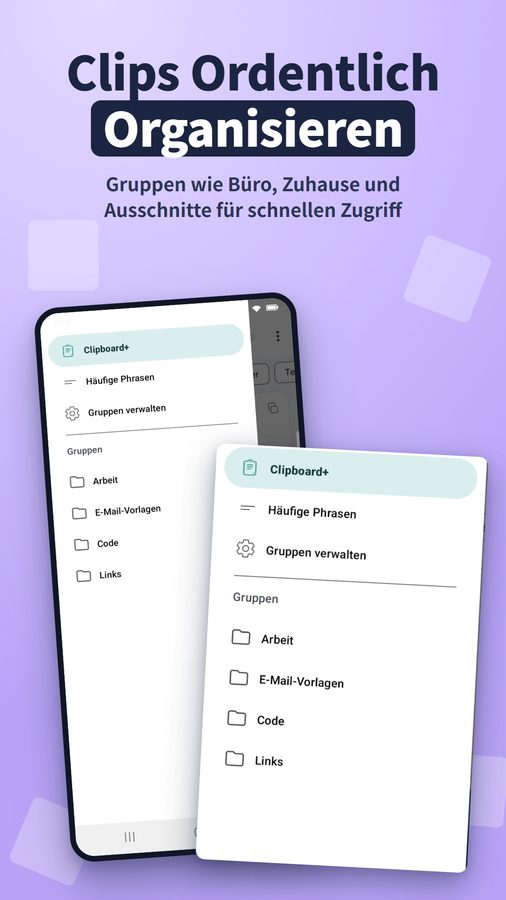 Clips Ordentlich
Organisieren
Gruppen wie Büro, Zuhause und
Ausschnitte für schnellen Zugriff
Clipboard+
Häufige Phrasen
Gruppen verwalten
Gruppen
Arbeit
E-Mail-Vorlagen
Code
Links
Clipboard+
Häufige Phrasen
Gruppen verwalten
Gruppen
Arbeit
E-Mail-Vorlagen
Code
Links